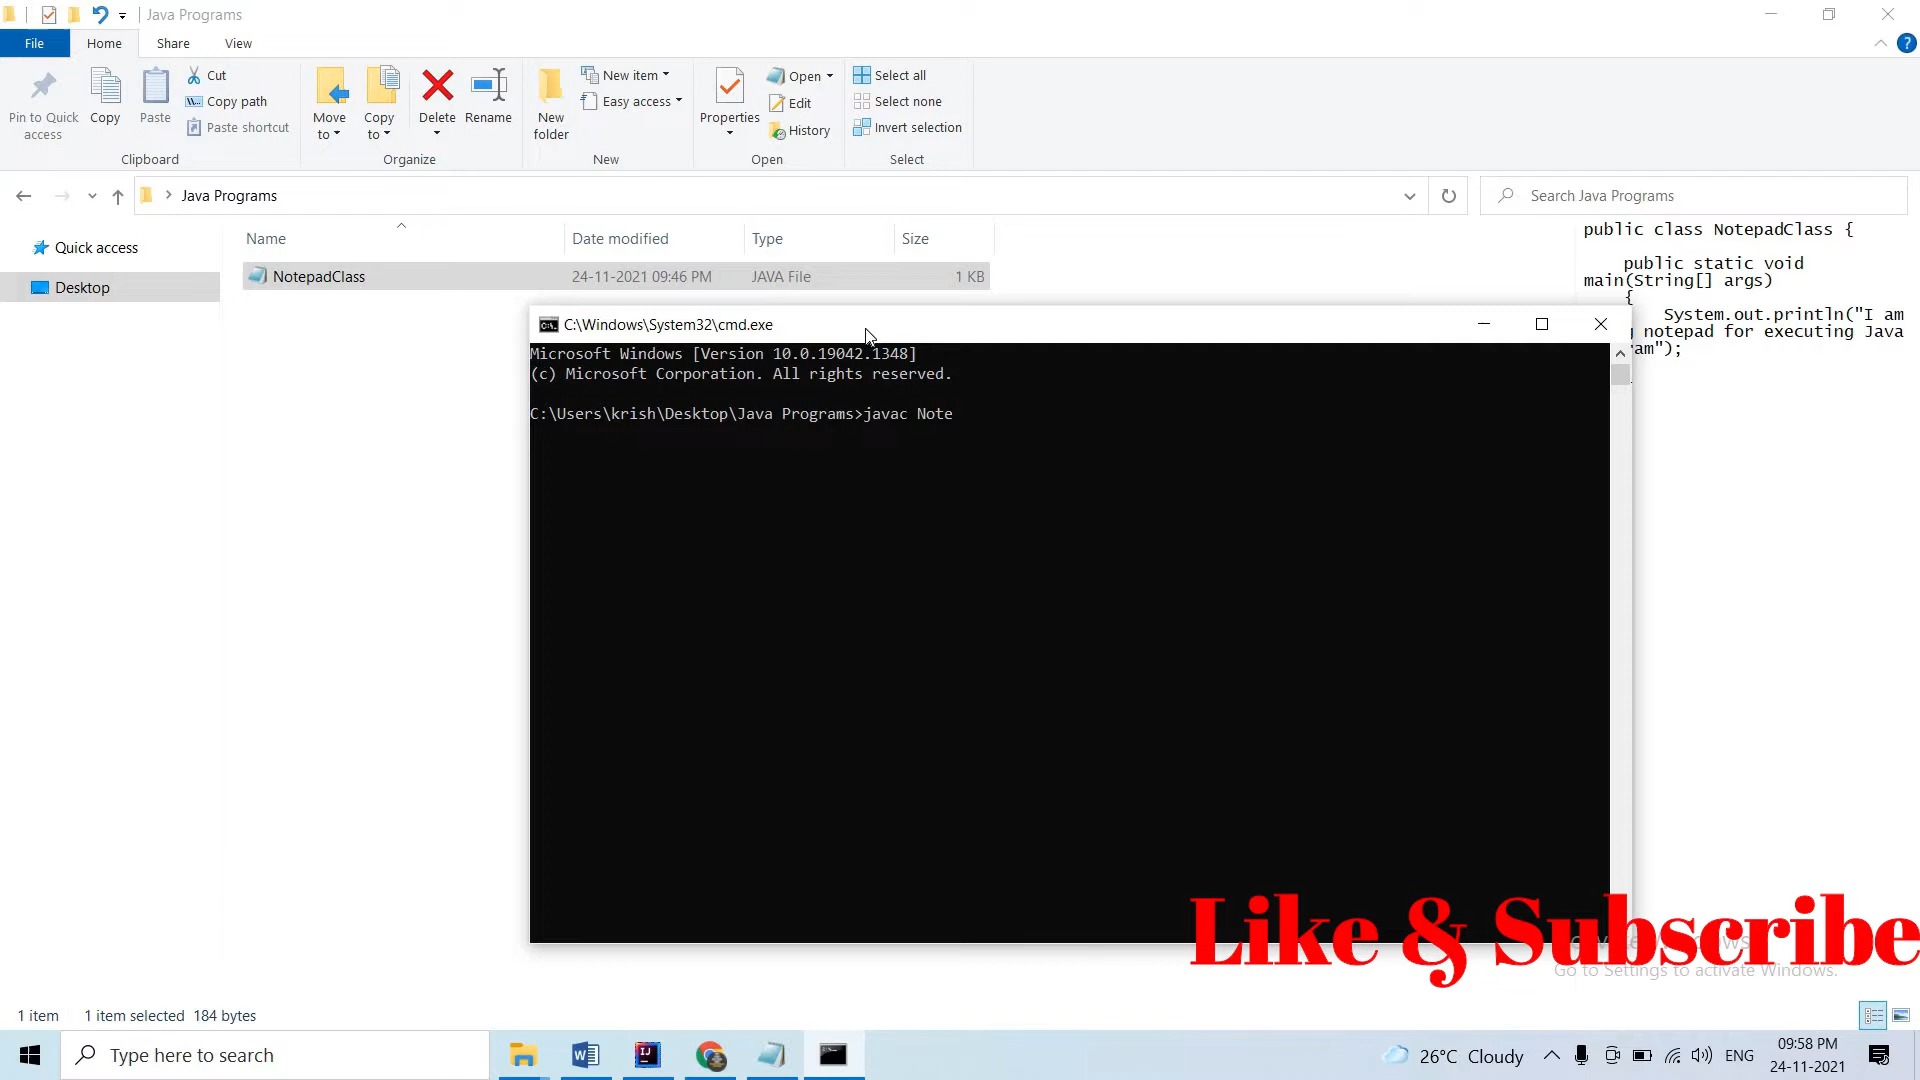 Java Programs
File Home Share View
Pin to Quick access
Copy
Paste
Cut
Copy path
Paste shortcut
Clipboard
Move to
Copy to
Delete
Rename
Organize
New folder
New item
Easy access
New
Properties
Open
Edit
History
Open
Select all
Select none
Invert selection
Select
Java Programs
Search Java Programs
Quick access
Desktop
Name Date modified Type Size
NotepadClass 24-11-2021 09:46 PM JAVA File 1 KB
public class NotepadClass {
public static void
main(String[] args)
{
System.out.println("I am
notepad for executing Java
");
C:\Windows\System32\cmd.exe
Microsoft Windows [Version 10.0.19042.1348]
(c) Microsoft Corporation. All rights reserved.
C:\Users\krish\Desktop\Java Programs>javac Note
Like & Subscribe
Go to Settings to activate Windows.
1 item 1 item selected 184 bytes
Type here to search
26°C Cloudy
ENG
09:58 PM
24-11-2021